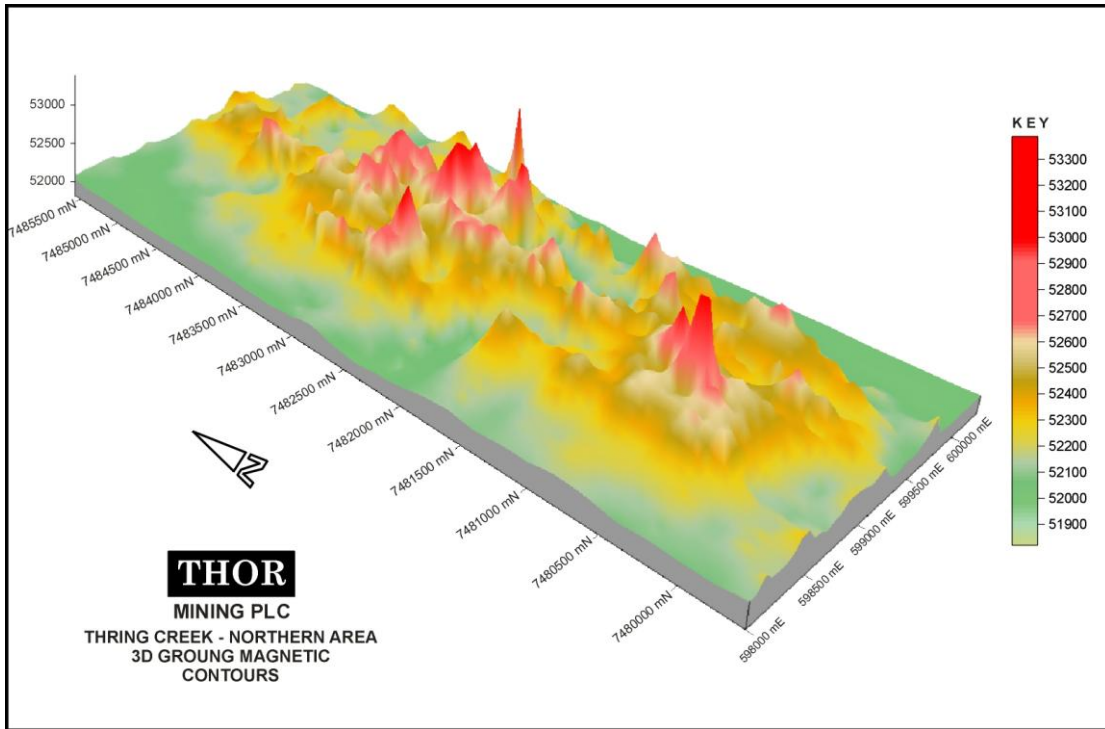 53000
52500
52000
7485500 mN
7485000 mN
7484500 mN
7484000 mN
7483500 mN
7483000 mN
7482500 mN
7482000 mN
7481500 mN
7481000 mN
7480500 mN
7480000 mN
598000 mE
598500 mE
599000 mE
599500 mE
600000 mE
KEY
53300
53200
53100
53000
52900
52800
52700
52600
52400
52300
52200
52100
52000
51900
N
THOR
MINING PLC
THRING CREEK - NORTHERN AREA
3D GROUNG MAGNETIC
CONTOURS